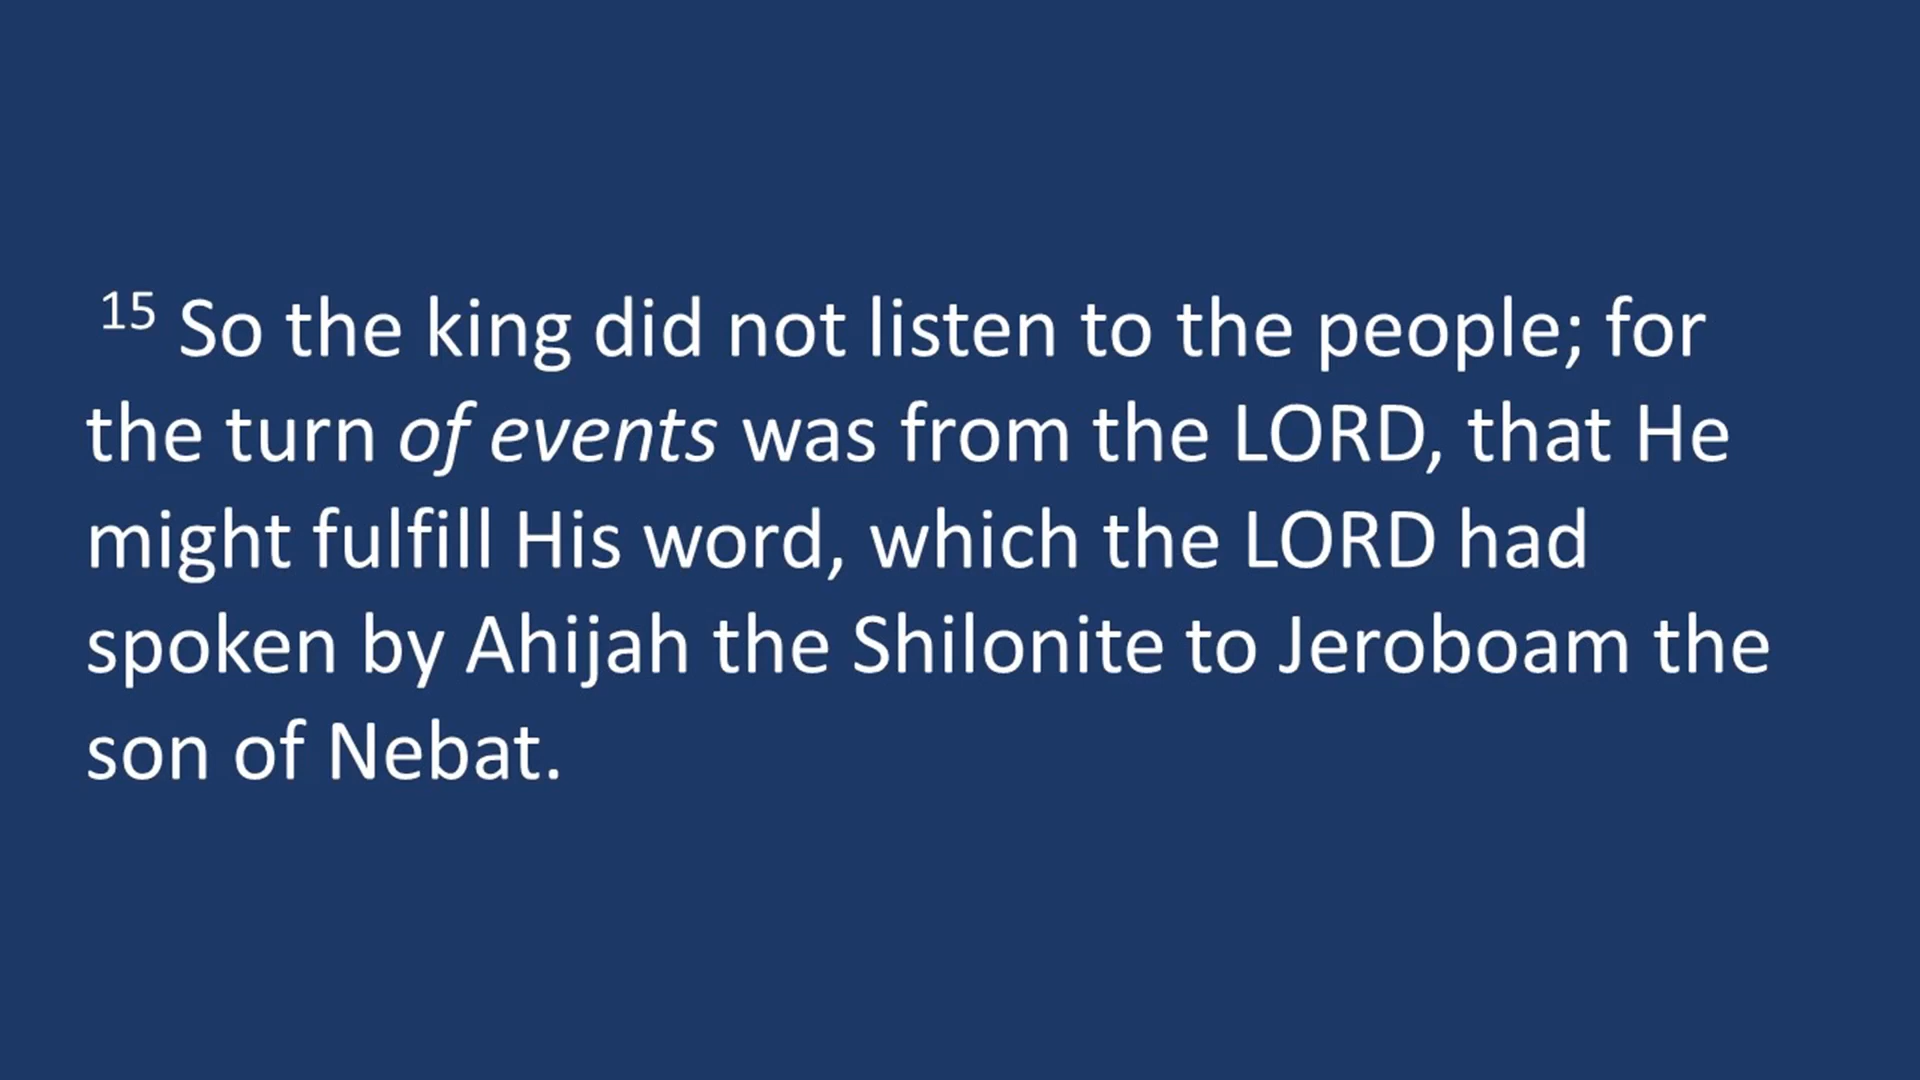 15 So the king did not listen to the people; for
the turn of events was from the LORD, that He
might fulfill His word, which the LORD had
spoken by Ahijah the Shilonite to Jeroboam the
son of Nebat.